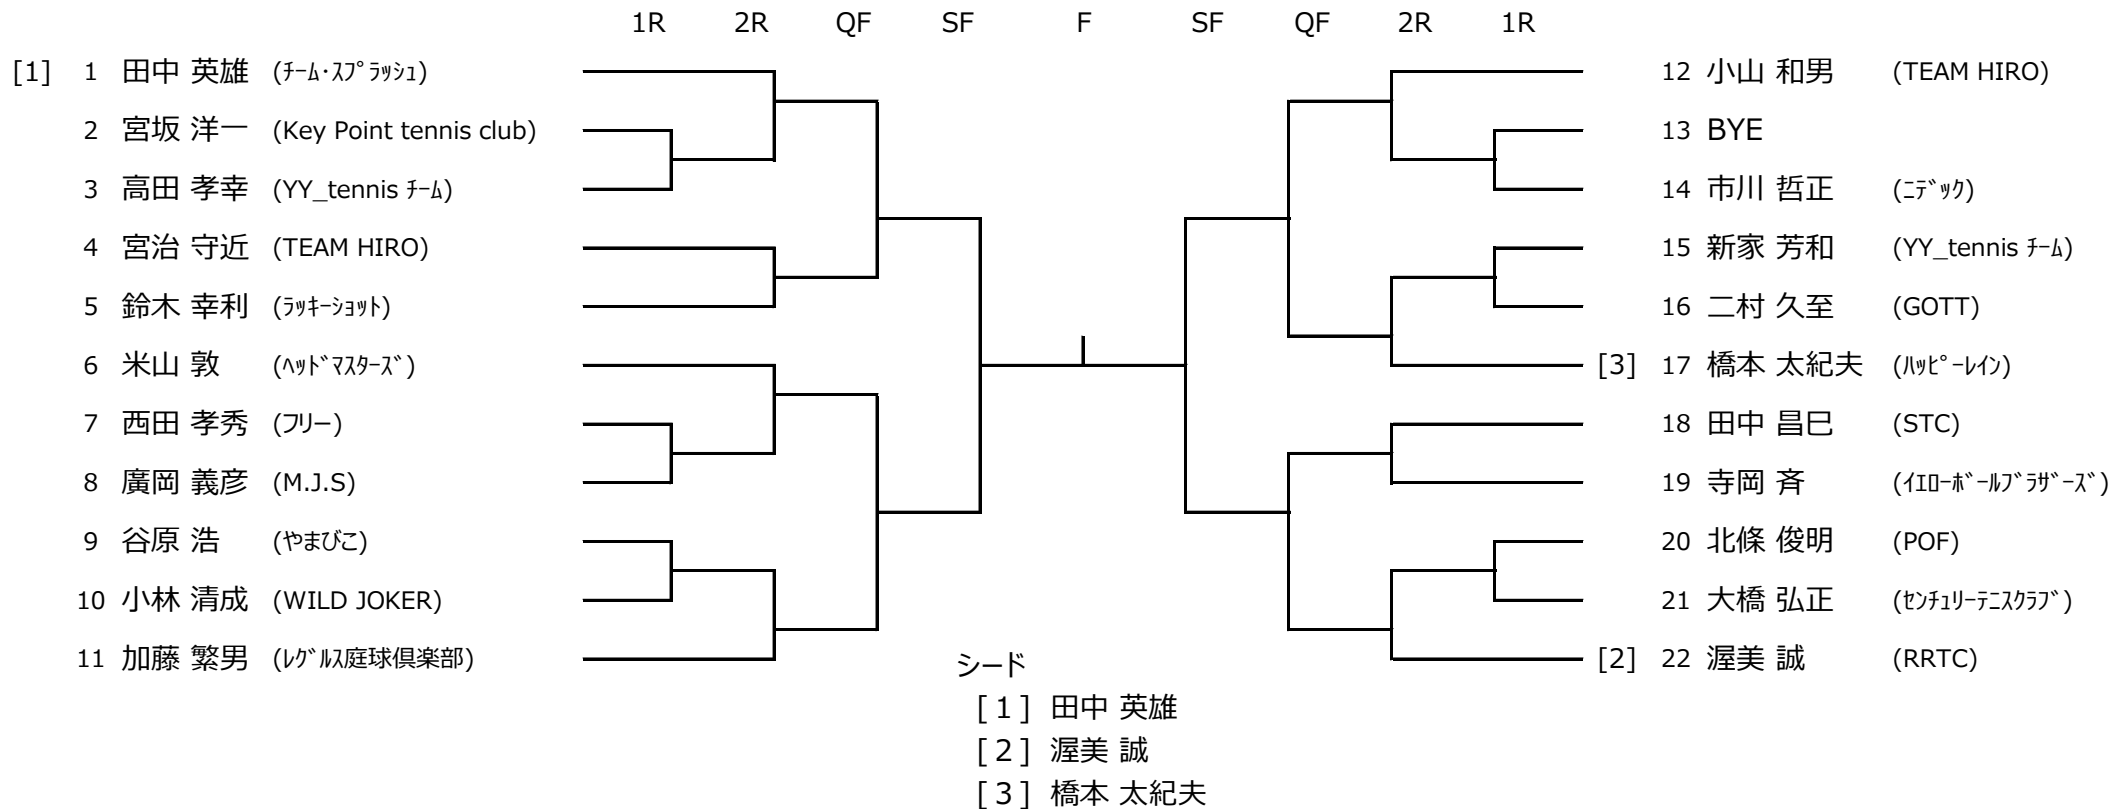 1R 2R QF SF F SF QF 2R 1R
[1] 1 田中 英雄 (ﾁｰﾑ･ｽﾌﾟﾗｯｼｭ)
2 宮坂 洋一 (Key Point tennis club)
3 高田 孝幸 (YY_tennis ﾁｰﾑ)
4 宮治 守近 (TEAM HIRO)
5 鈴木 幸利 (ﾗｯｷｰｼｮｯﾄ)
6 米山 敦 (ﾍｯﾄﾞﾏｽﾀｰｽﾞ)
7 西田 孝秀 (フリー)
8 廣岡 義彦 (M.J.S)
9 谷原 浩 (やまびこ)
10 小林 清成 (WILD JOKER)
11 加藤 繁男 (ﾚｸﾞﾙｽ庭球倶楽部)
12 小山 和男 (TEAM HIRO)
13 BYE
14 市川 哲正 (ﾆﾃﾞｯｸ)
15 新家 芳和 (YY_tennis ﾁｰﾑ)
16 二村 久至 (GOTT)
[3] 17 橋本 太紀夫 (ﾊｯﾋﾟｰﾚｲﾝ)
18 田中 昌巳 (STC)
19 寺岡 斉 (ｲｴﾛｰﾎﾞｰﾙﾌﾞﾗｻﾞｰｽﾞ)
20 北條 俊明 (POF)
21 大橋 弘正 (ｾﾝﾁｭﾘｰﾃﾆｽｸﾗﾌﾞ)
[2] 22 渥美 誠 (RRTC)
シード
[ 1 ] 田中 英雄
[ 2 ] 渥美 誠
[ 3 ] 橋本 太紀夫